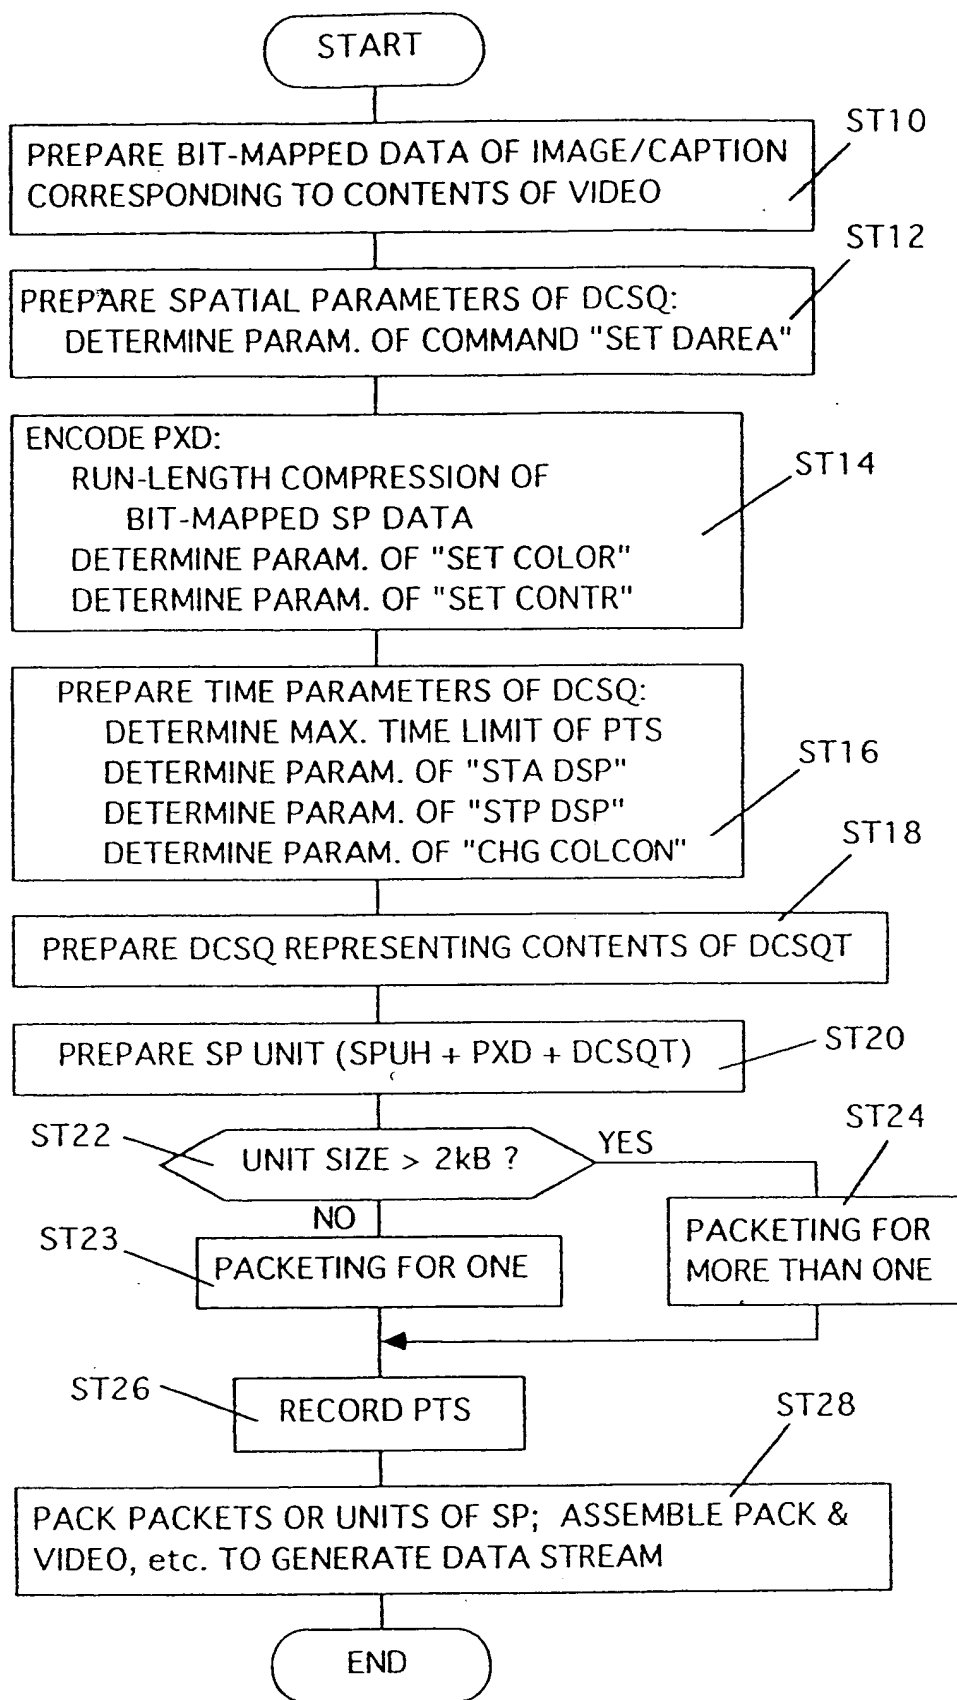 START
ST10
PREPARE BIT-MAPPED DATA OF IMAGE/CAPTION
CORRESPONDING TO CONTENTS OF VIDEO
ST12
PREPARE SPATIAL PARAMETERS OF DCSQ:
DETERMINE PARAM. OF COMMAND "SET DAREA"
ENCODE PXD:
RUN-LENGTH COMPRESSION OF
BIT-MAPPED SP DATA
DETERMINE PARAM. OF "SET COLOR"
DETERMINE PARAM. OF "SET CONTR"
ST14
PREPARE TIME PARAMETERS OF DCSQ:
DETERMINE MAX. TIME LIMIT OF PTS
DETERMINE PARAM. OF "STA DSP"
DETERMINE PARAM. OF "STP DSP"
DETERMINE PARAM. OF "CHG COLCON"
ST16
ST18
PREPARE DCSQ REPRESENTING CONTENTS OF DCSQT
PREPARE SP UNIT (SPUH + PXD + DCSQT)
ST20
ST22
UNIT SIZE > 2kB ?
YES
ST24
NO
ST23
PACKETING FOR ONE
PACKETING FOR
MORE THAN ONE
ST26
RECORD PTS
ST28
PACK PACKETS OR UNITS OF SP; ASSEMBLE PACK &
VIDEO, etc. TO GENERATE DATA STREAM
END